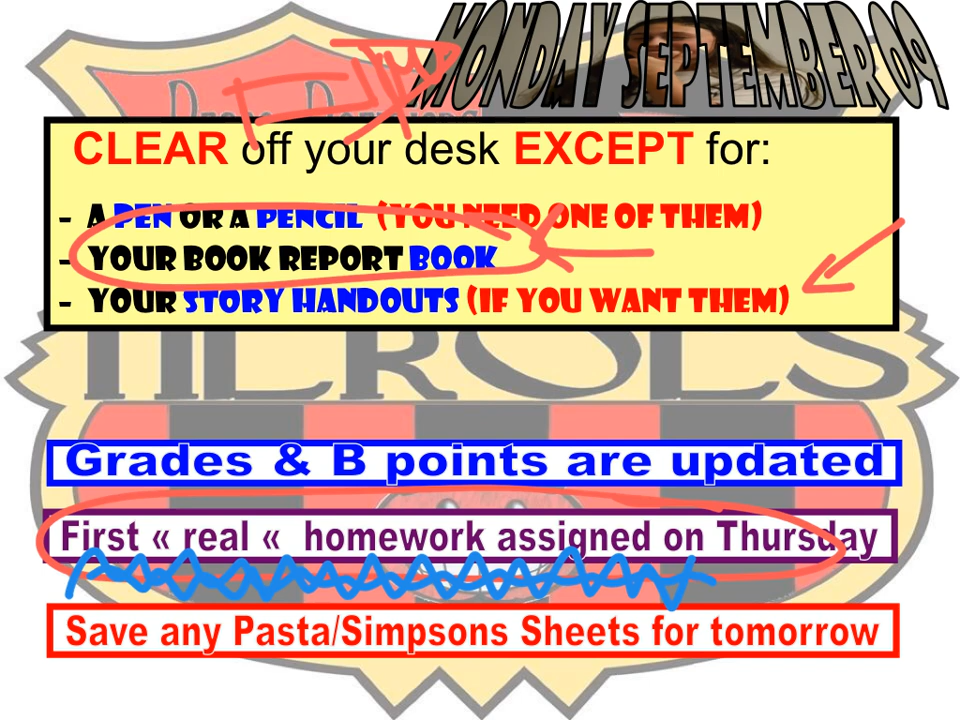 MONDAY SEPTEMBER 09
CLEAR off your desk EXCEPT for:
- A PEN OR A PENCIL (YOU NEED ONE OF THEM)
- YOUR BOOK REPORT BOOK
- YOUR STORY HANDOUTS (IF YOU WANT THEM)
HEROES
Grades & B points are updated
First « real « homework assigned on Thursday
Save any Pasta/Simpsons Sheets for tomorrow